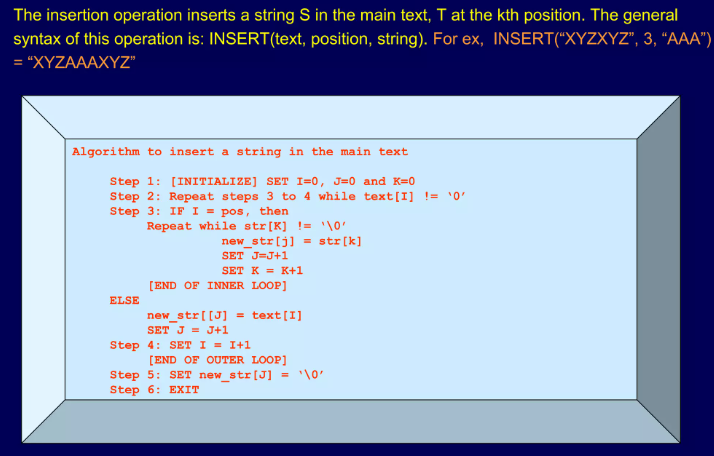 The insertion operation inserts a string S in the main text, T at the kth position. The general
syntax of this operation is: INSERT(text, position, string). For ex, INSERT(“XYZXYZ”, 3, “AAA”)
= “XYZAAAXYZ”
Algorithm to insert a string in the main text
Step 1: [INITIALIZE] SET I=0, J=0 and K=0
Step 2: Repeat steps 3 to 4 while text[I] != ‘0’
Step 3: IF I = pos, then
Repeat while str[K] != ‘\0’
new_str[j] = str[k]
SET J=J+1
SET K = K+1
[END OF INNER LOOP]
ELSE
new_str[[J] = text[I]
SET J = J+1
Step 4: SET I = I+1
[END OF OUTER LOOP]
Step 5: SET new_str[J] = ‘\0’
Step 6: EXIT